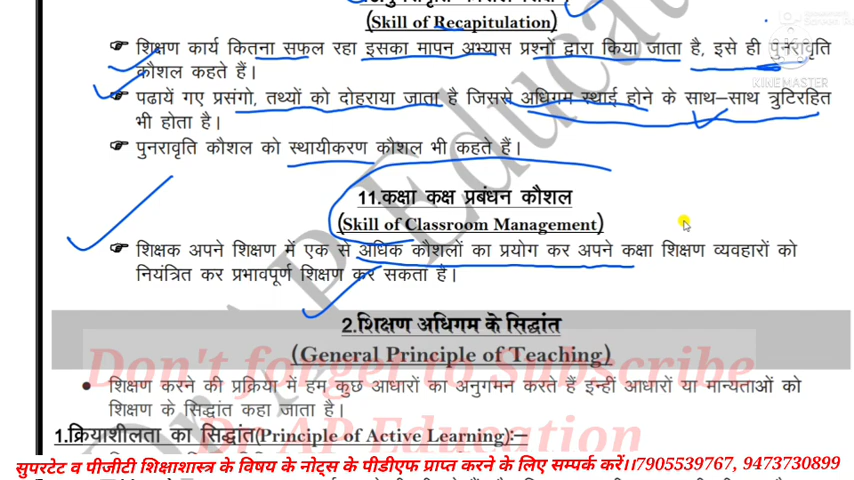 (Skill of Recapitulation)
☞ शिक्षण कार्य कितना सफल रहा इसका मापन अभ्यास प्रश्नों द्वारा किया जाता है, इसे ही पुनरावृति
कौशल कहते हैं।
☞ पढायें गए प्रसंगो, तथ्यों को दोहराया जाता है जिससे अधिगम स्थाई होने के साथ–साथ त्रुटिरहित
भी होता है।
☞ पुनरावृति कौशल को स्थायीकरण कौशल भी कहते हैं।
11.कक्षा कक्ष प्रबंधन कौशल
(Skill of Classroom Management)
☞ शिक्षक अपने शिक्षण में एक से अधिक कौशलों का प्रयोग कर अपने कक्षा शिक्षण व्यवहारों को
नियंत्रित कर प्रभावपूर्ण शिक्षण कर सकता है।
2.शिक्षण अधिगम के सिद्धांत
(General Principle of Teaching)
Don't forget to Subscribe
• शिक्षण करने की प्रक्रिया में हम कुछ आधारों का अनुगमन करते हैं इन्हीं आधारों या मान्यताओं को
शिक्षण के सिद्धांत कहा जाता है।
Dr AP Education
1.क्रियाशीलता का सिद्धांत(Principle of Active Learning):–
सुपरटेट व पीजीटी शिक्षाशास्त्र के विषय के नोट्स के पीडीएफ प्राप्त करने के लिए सम्पर्क करें।।7905539767, 9473730899
KINEMASTER